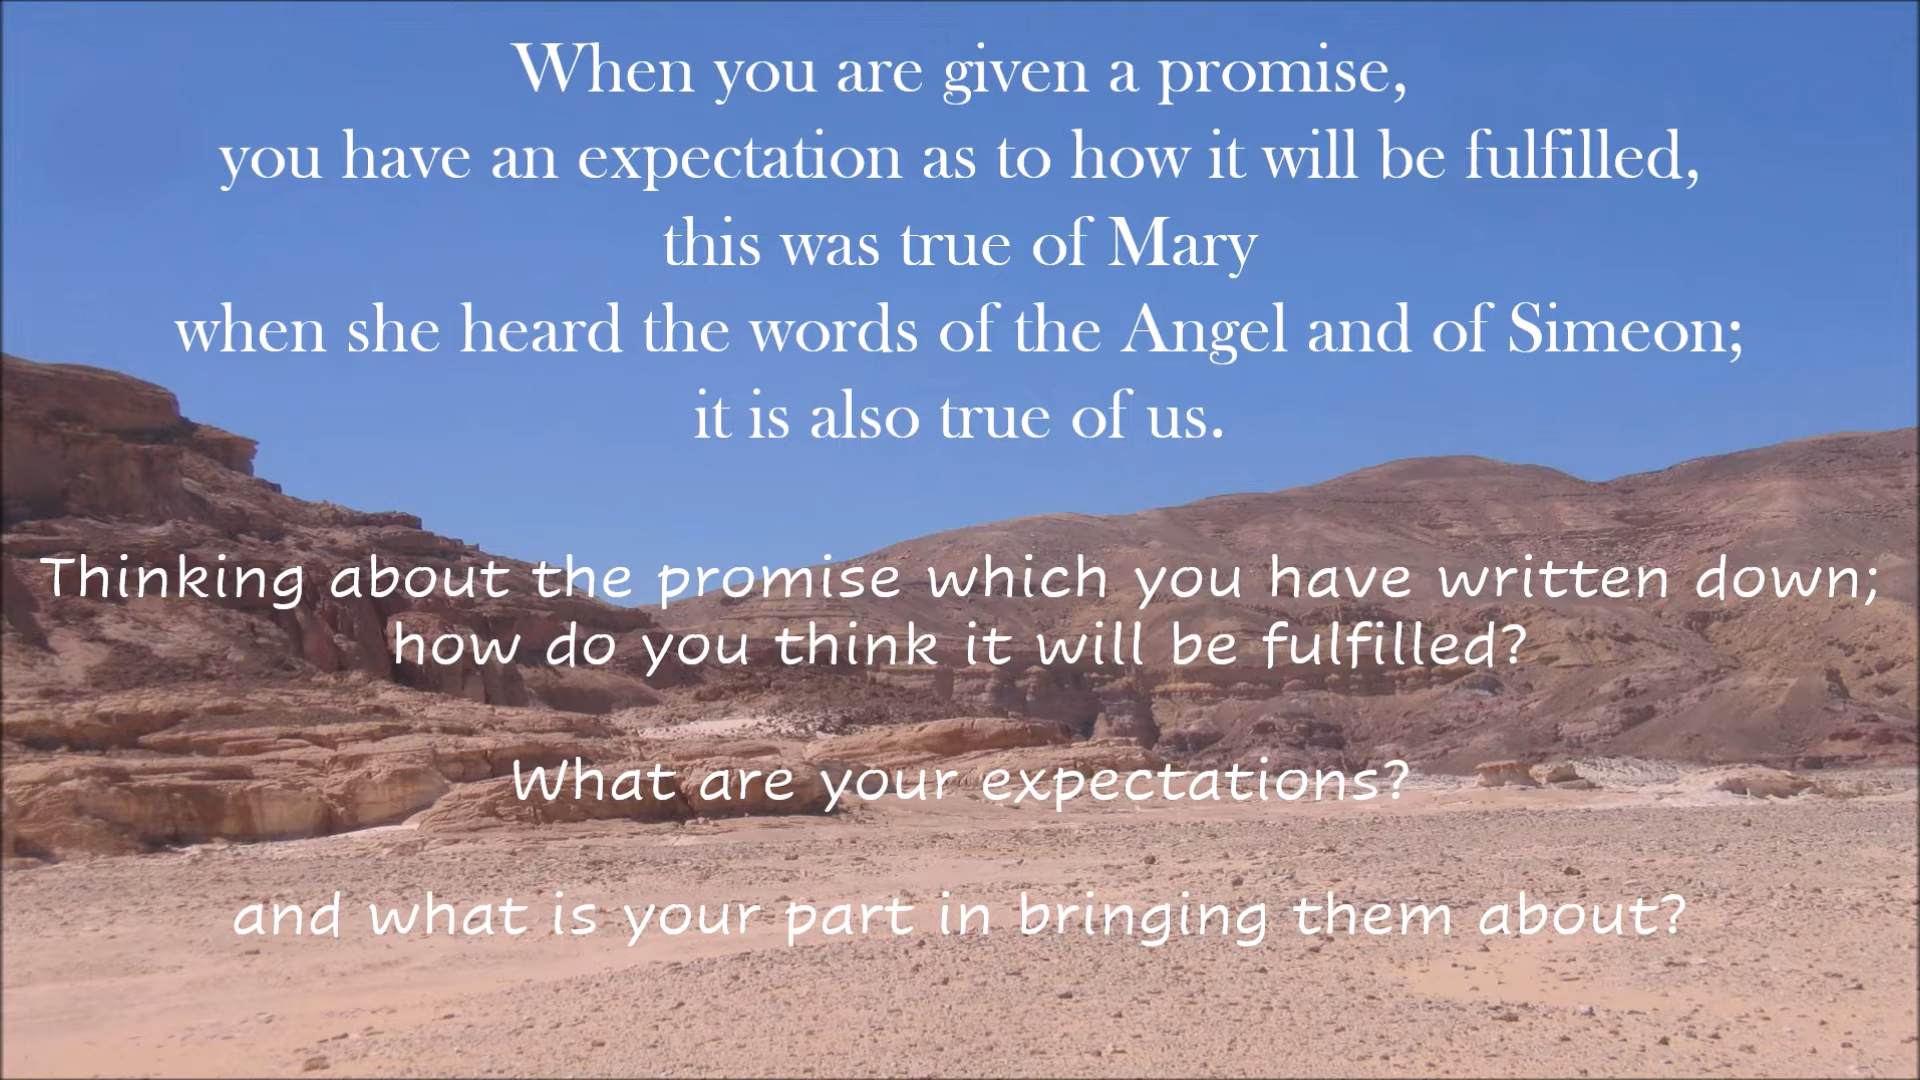 When you are given a promise,
you have an expectation as to how it will be fulfilled,
this was true of Mary
when she heard the words of the Angel and of Simeon;
it is also true of us.
Thinking about the promise which you have written down;
how do you think it will be fulfilled?
What are your expectations?
and what is your part in bringing them about?